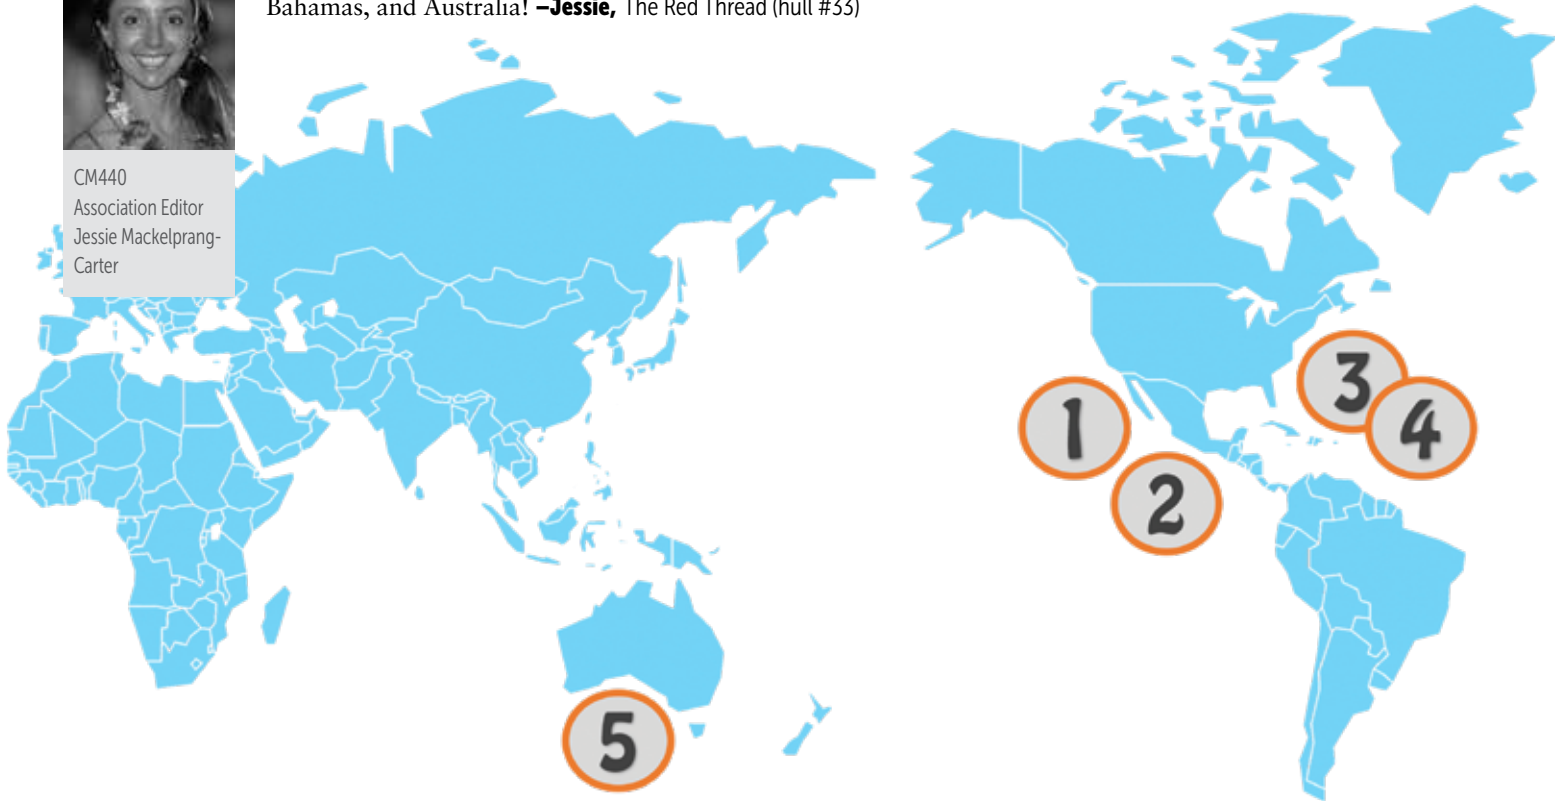 Bahamas, and Australia! –Jessie, The Red Thread (hull #33)
CM440
Association Editor
Jessie Mackelprang-
Carter
1
2
3
4
5